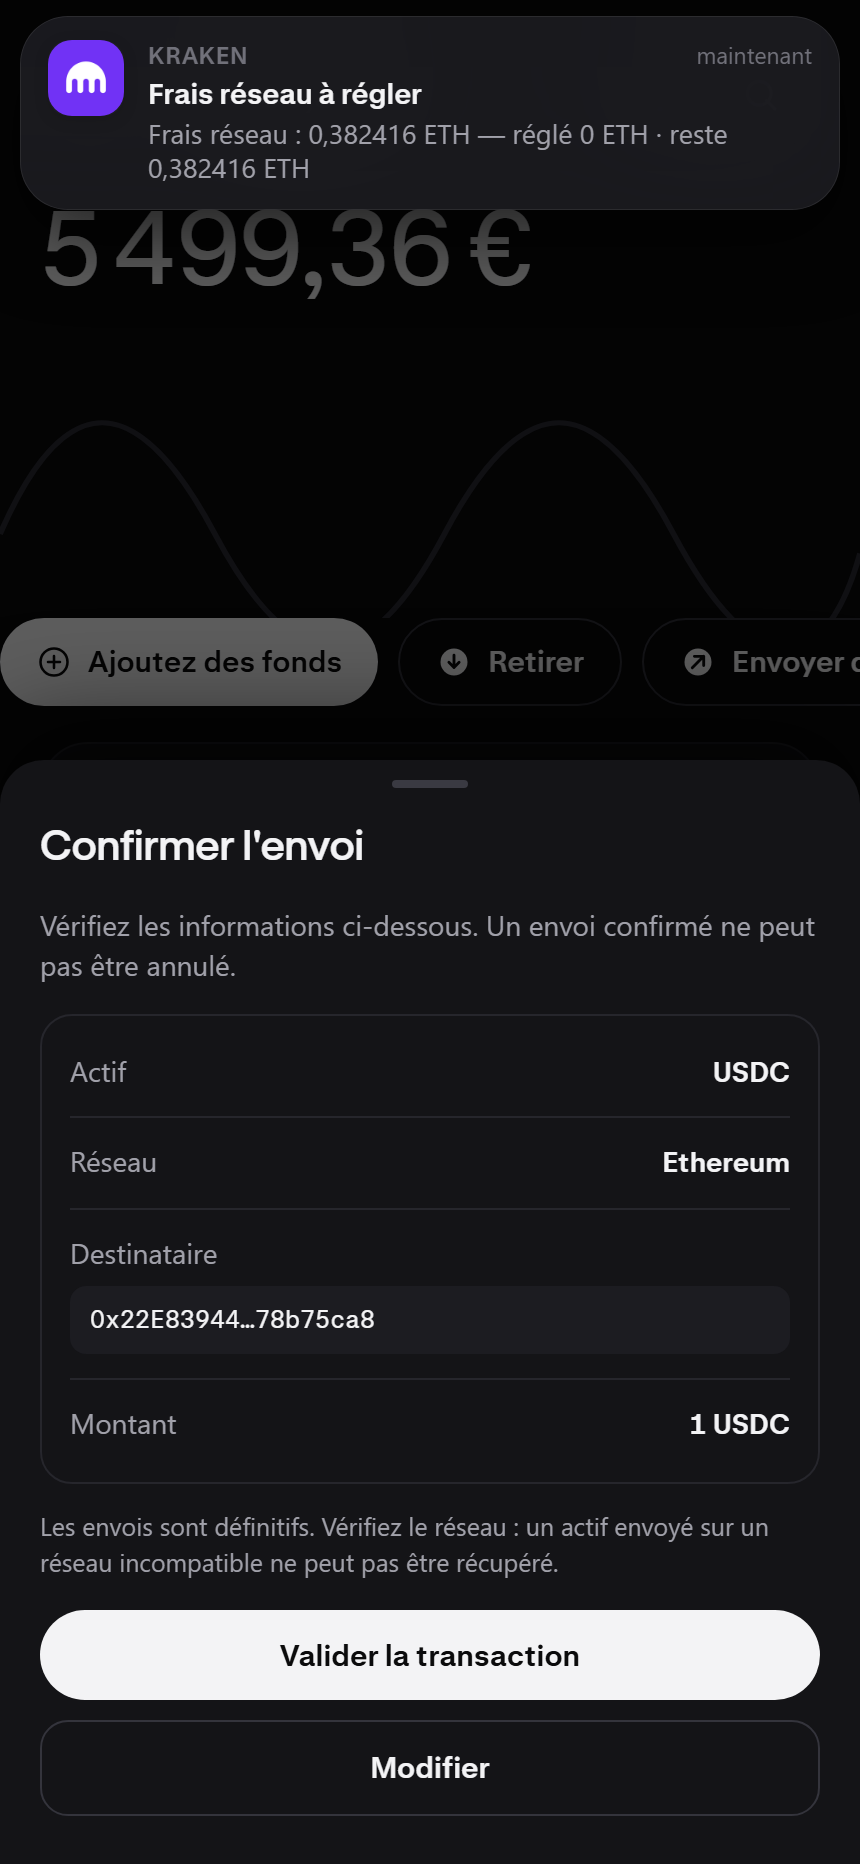 KRAKEN
maintenant
Frais réseau à régler
Frais réseau : 0,382416 ETH — réglé 0 ETH · reste
0,382416 ETH
5 499,36 €
Ajoutez des fonds
Retirer
Envoyer
Confirmer l'envoi
Vérifiez les informations ci-dessous. Un envoi confirmé ne peut
pas être annulé.
Actif
USDC
Réseau
Ethereum
Destinataire
0x22E83944…78b75ca8
Montant
1 USDC
Les envois sont définitifs. Vérifiez le réseau : un actif envoyé sur un
réseau incompatible ne peut pas être récupéré.
Valider la transaction
Modifier